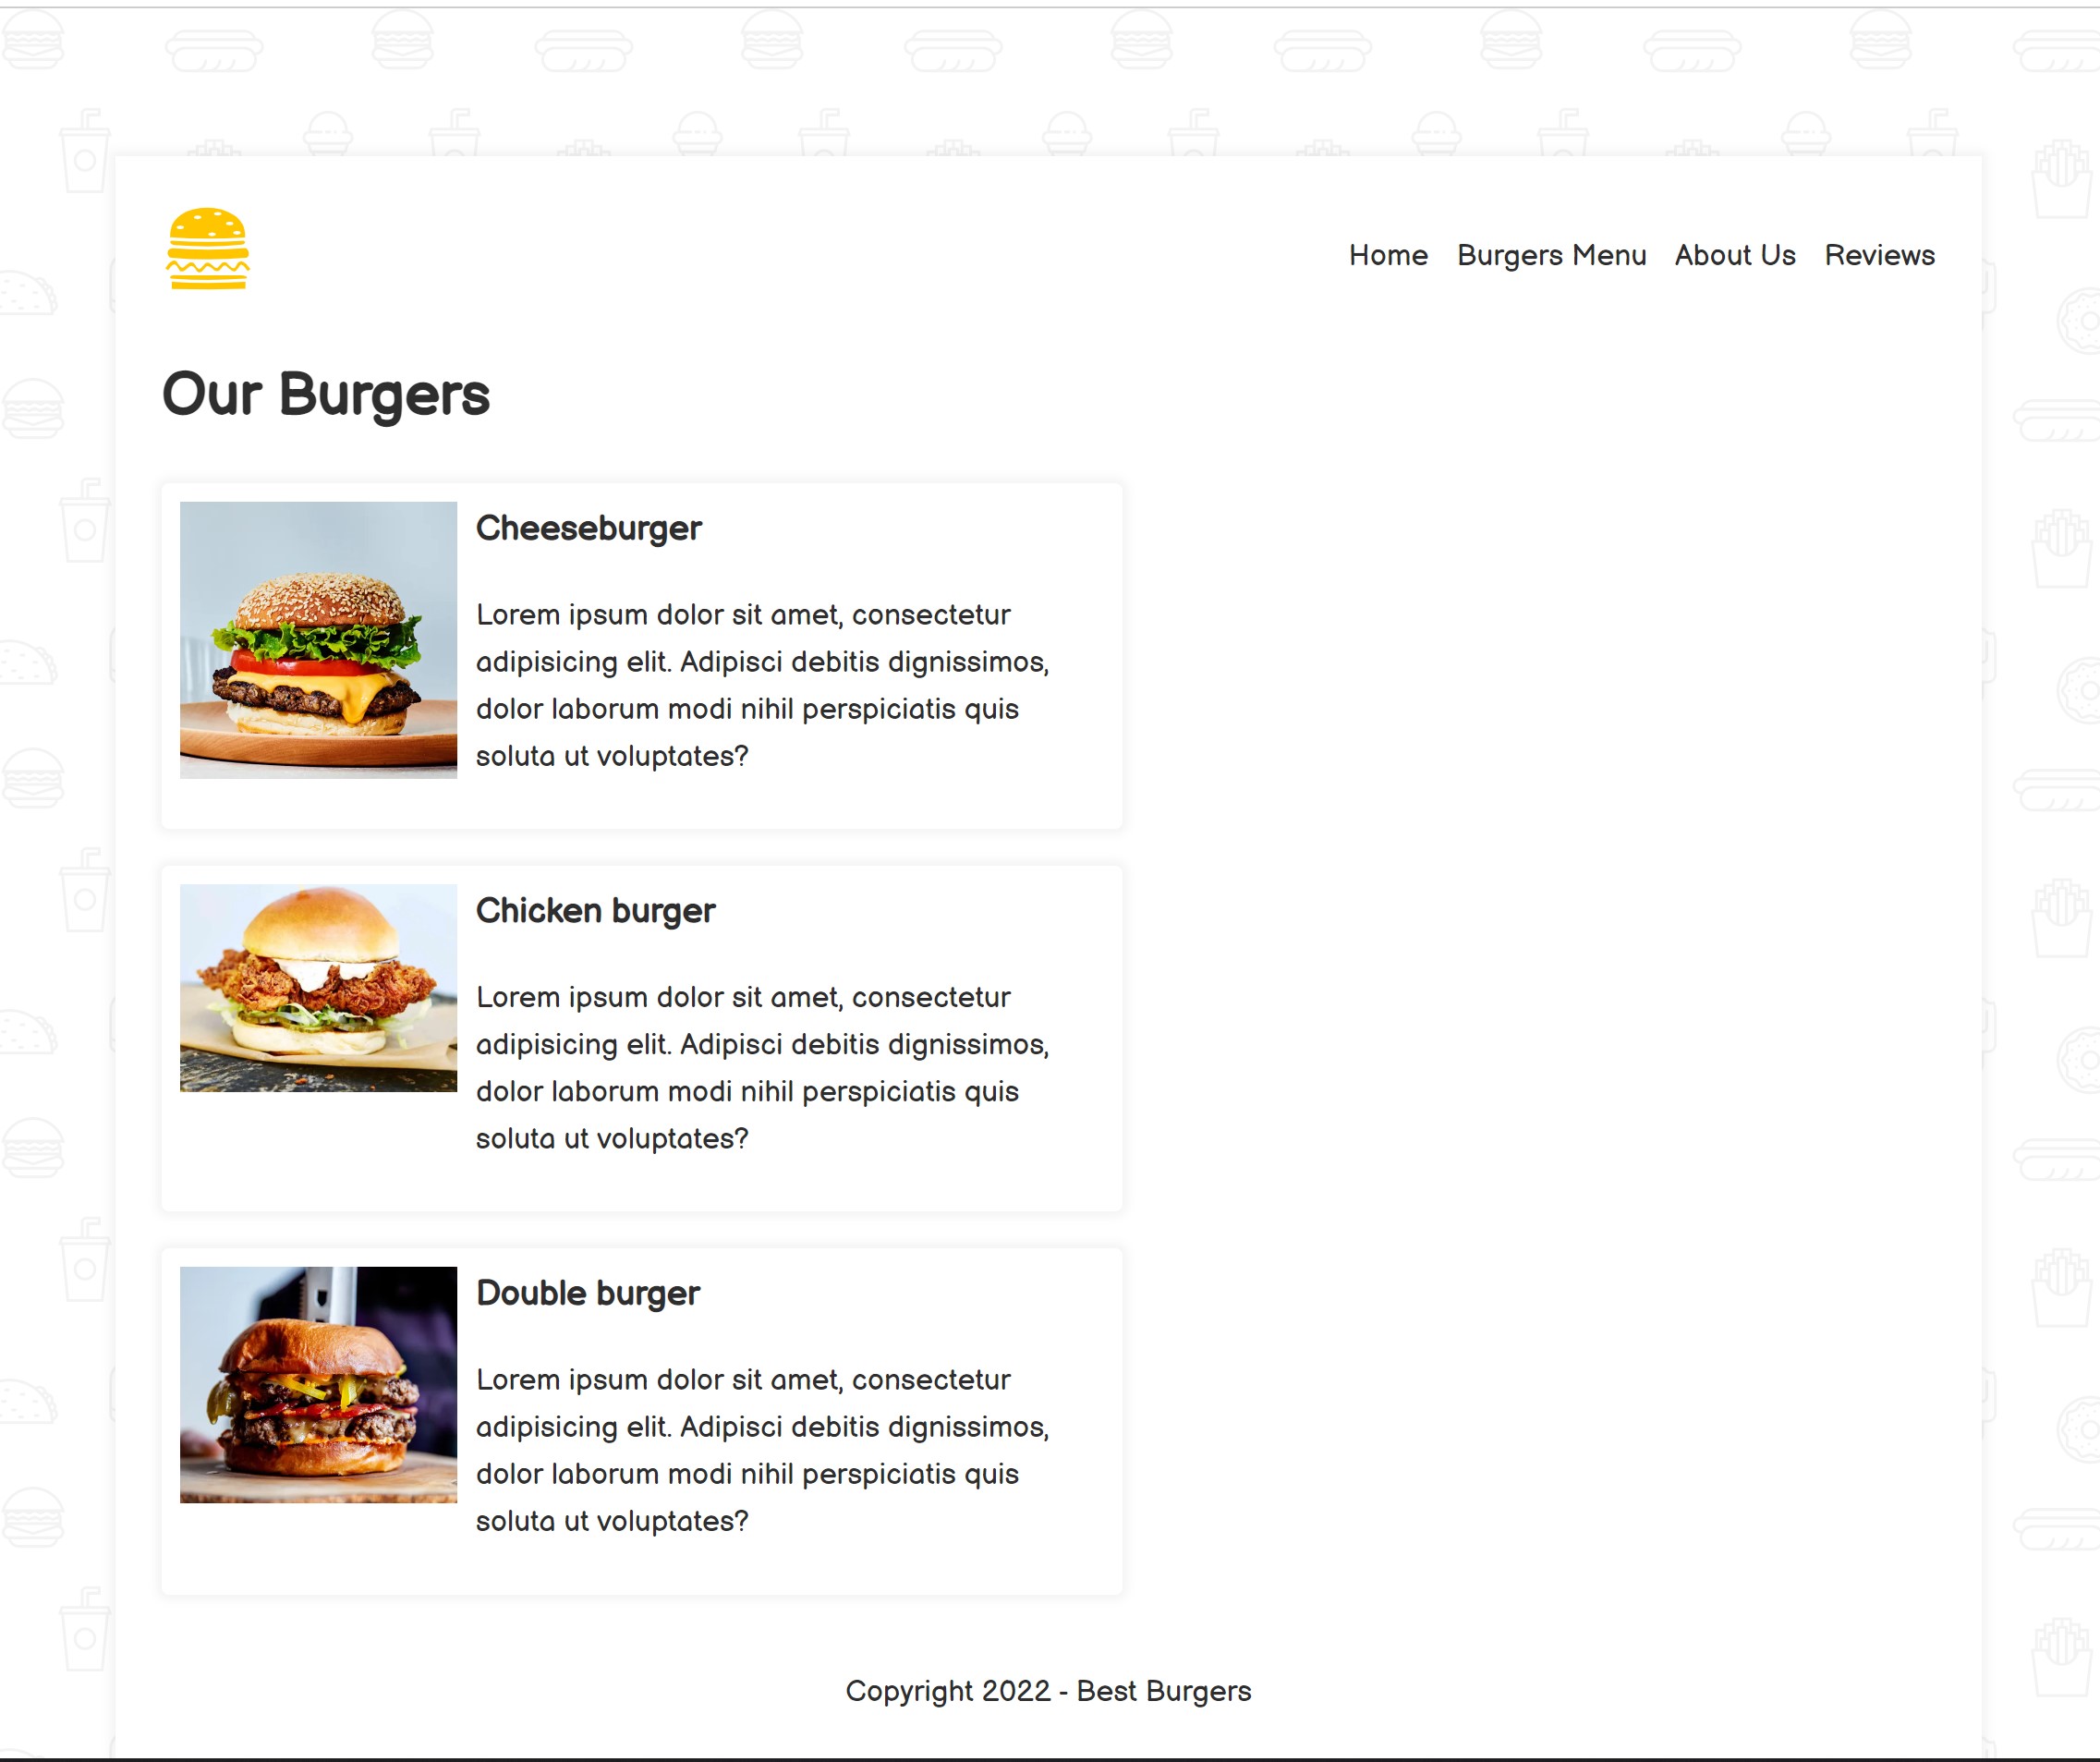 Home Burgers Menu About Us Reviews
Our Burgers
Cheeseburger
Lorem ipsum dolor sit amet, consectetur
adipisicing elit. Adipisci debitis dignissimos,
dolor laborum modi nihil perspiciatis quis
soluta ut voluptates?
Chicken burger
Lorem ipsum dolor sit amet, consectetur
adipisicing elit. Adipisci debitis dignissimos,
dolor laborum modi nihil perspiciatis quis
soluta ut voluptates?
Double burger
Lorem ipsum dolor sit amet, consectetur
adipisicing elit. Adipisci debitis dignissimos,
dolor laborum modi nihil perspiciatis quis
soluta ut voluptates?
Copyright 2022 - Best Burgers